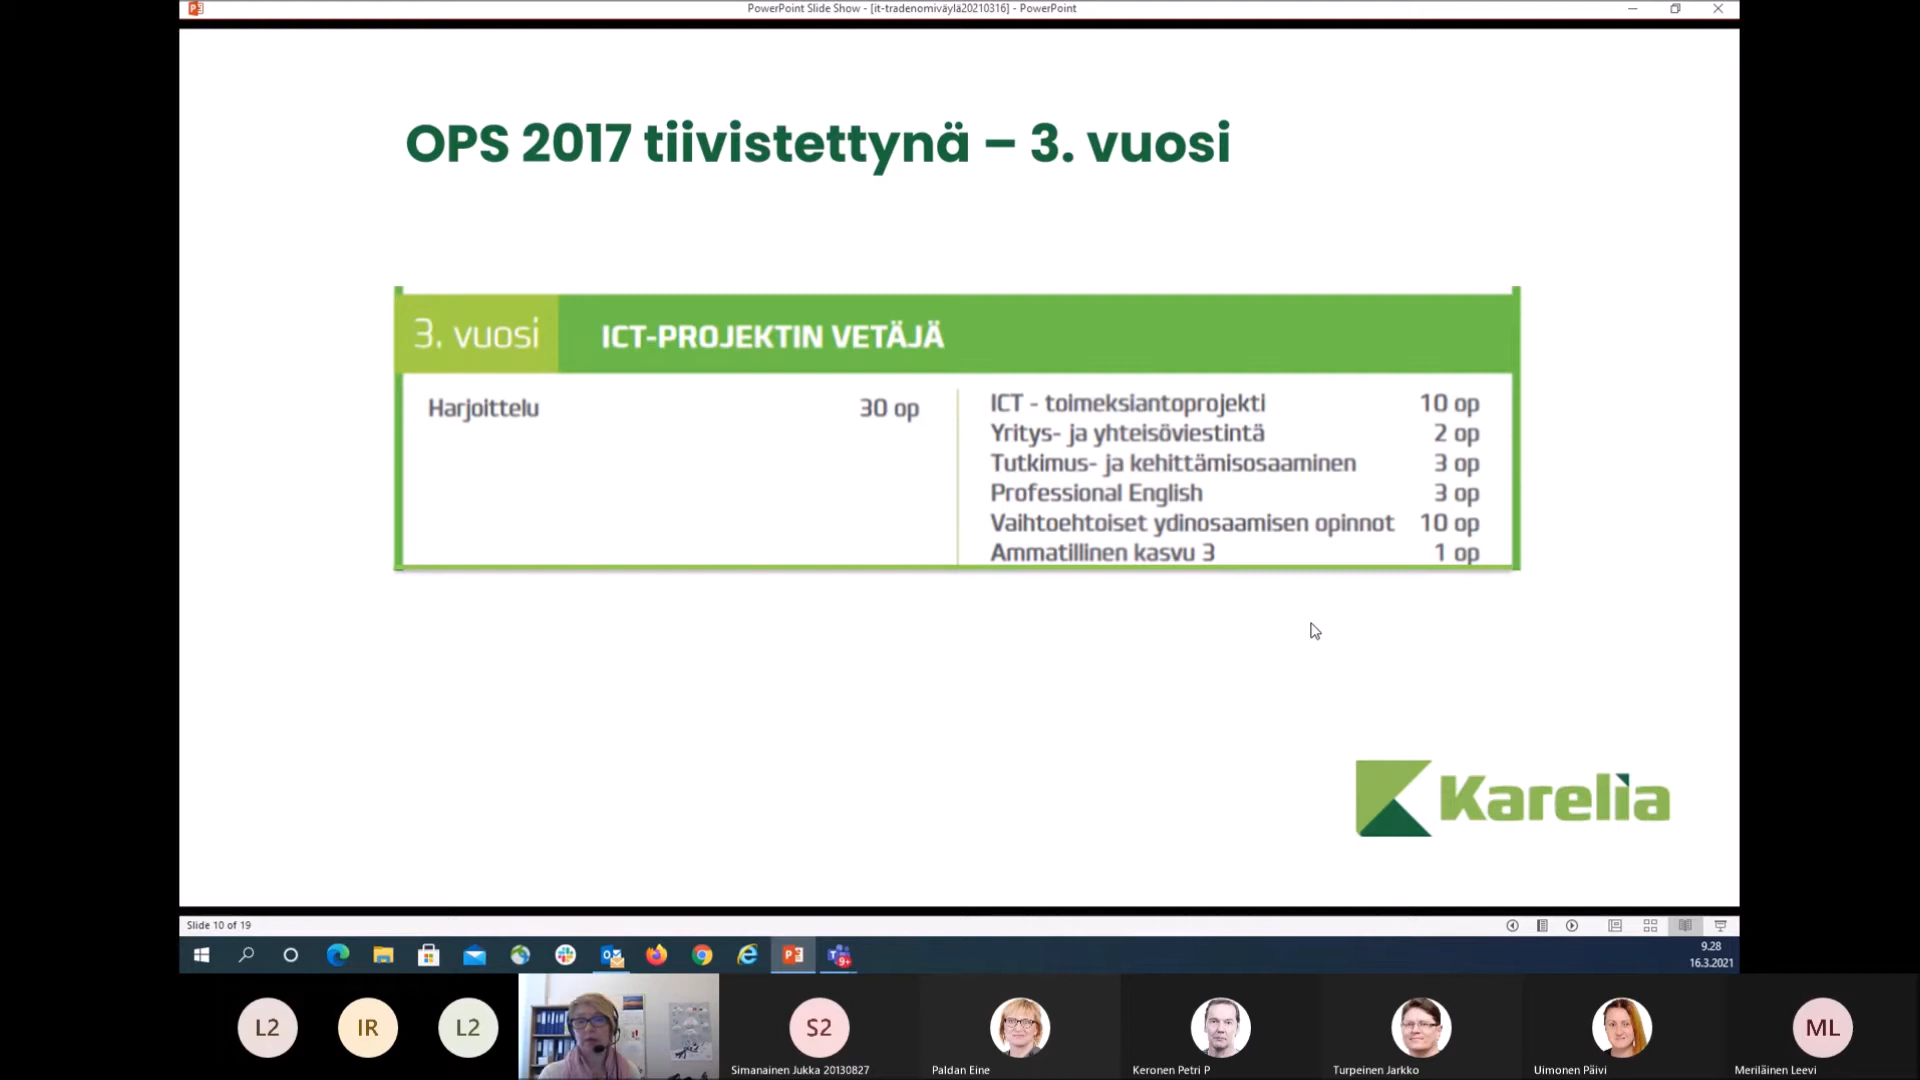 PowerPoint Slide Show - [it-tradenomiväylä20210316] - PowerPoint
OPS 2017 tiivistettynä – 3. vuosi
3. vuosi
ICT-PROJEKTIN VETÄJÄ
Harjoittelu 30 op
ICT - toimeksiantoprojekti 10 op
Yritys- ja yhteisöviestintä 2 op
Tutkimus- ja kehittämisosaaminen 3 op
Professional English 3 op
Vaihtoehtoiset ydinosaamisen opinnot 10 op
Ammatillinen kasvu 3 1 op
Karelia
Slide 10 of 19
9+
9.28
16.3.2021
L2
IR
L2
S2
ML
Simanainen Jukka 20130827
Paldan Eine
Keronen Petri P
Turpeinen Jarkko
Uimonen Päivi
Meriläinen Leevi